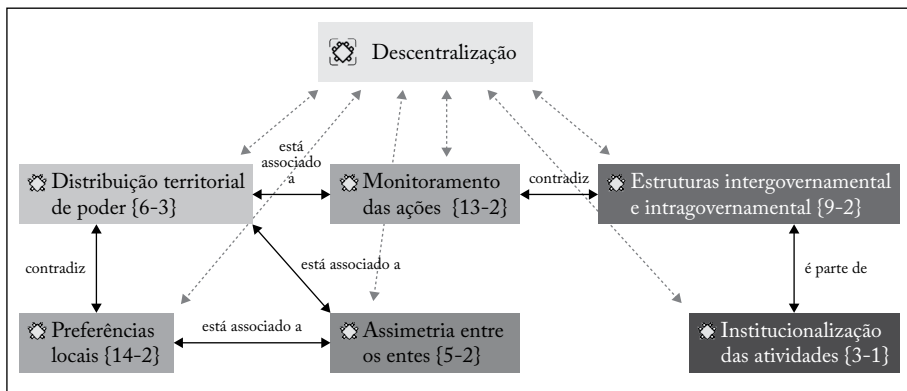 Descentralização
está
associado
a
Distribuição territorial
de poder {6-3}
Monitoramento
das ações {13-2}
contradiz
Estruturas intergovernamental
e intragovernamental {9-2}
contradiz
está associado a
é parte de
Preferências
locais {14-2}
está associado a
Assimetria entre
os entes {5-2}
Institucionalização
das atividades {3-1}